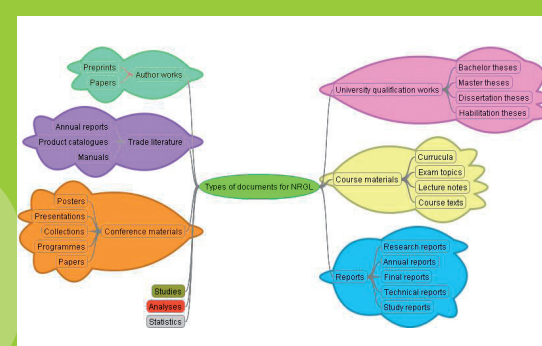 Types of documents for NRGL
Author works
Preprints
Papers
Trade literature
Annual reports
Product catalogues
Manuals
Conference materials
Posters
Presentations
Collections
Programmes
Papers
Studies
Analyses
Statistics
University qualification works
Bachelor theses
Master theses
Dissertation theses
Habilitation theses
Course materials
Currucula
Exam topics
Lecture notes
Course texts
Reports
Research reports
Annual reports
Final reports
Technical reports
Study reports